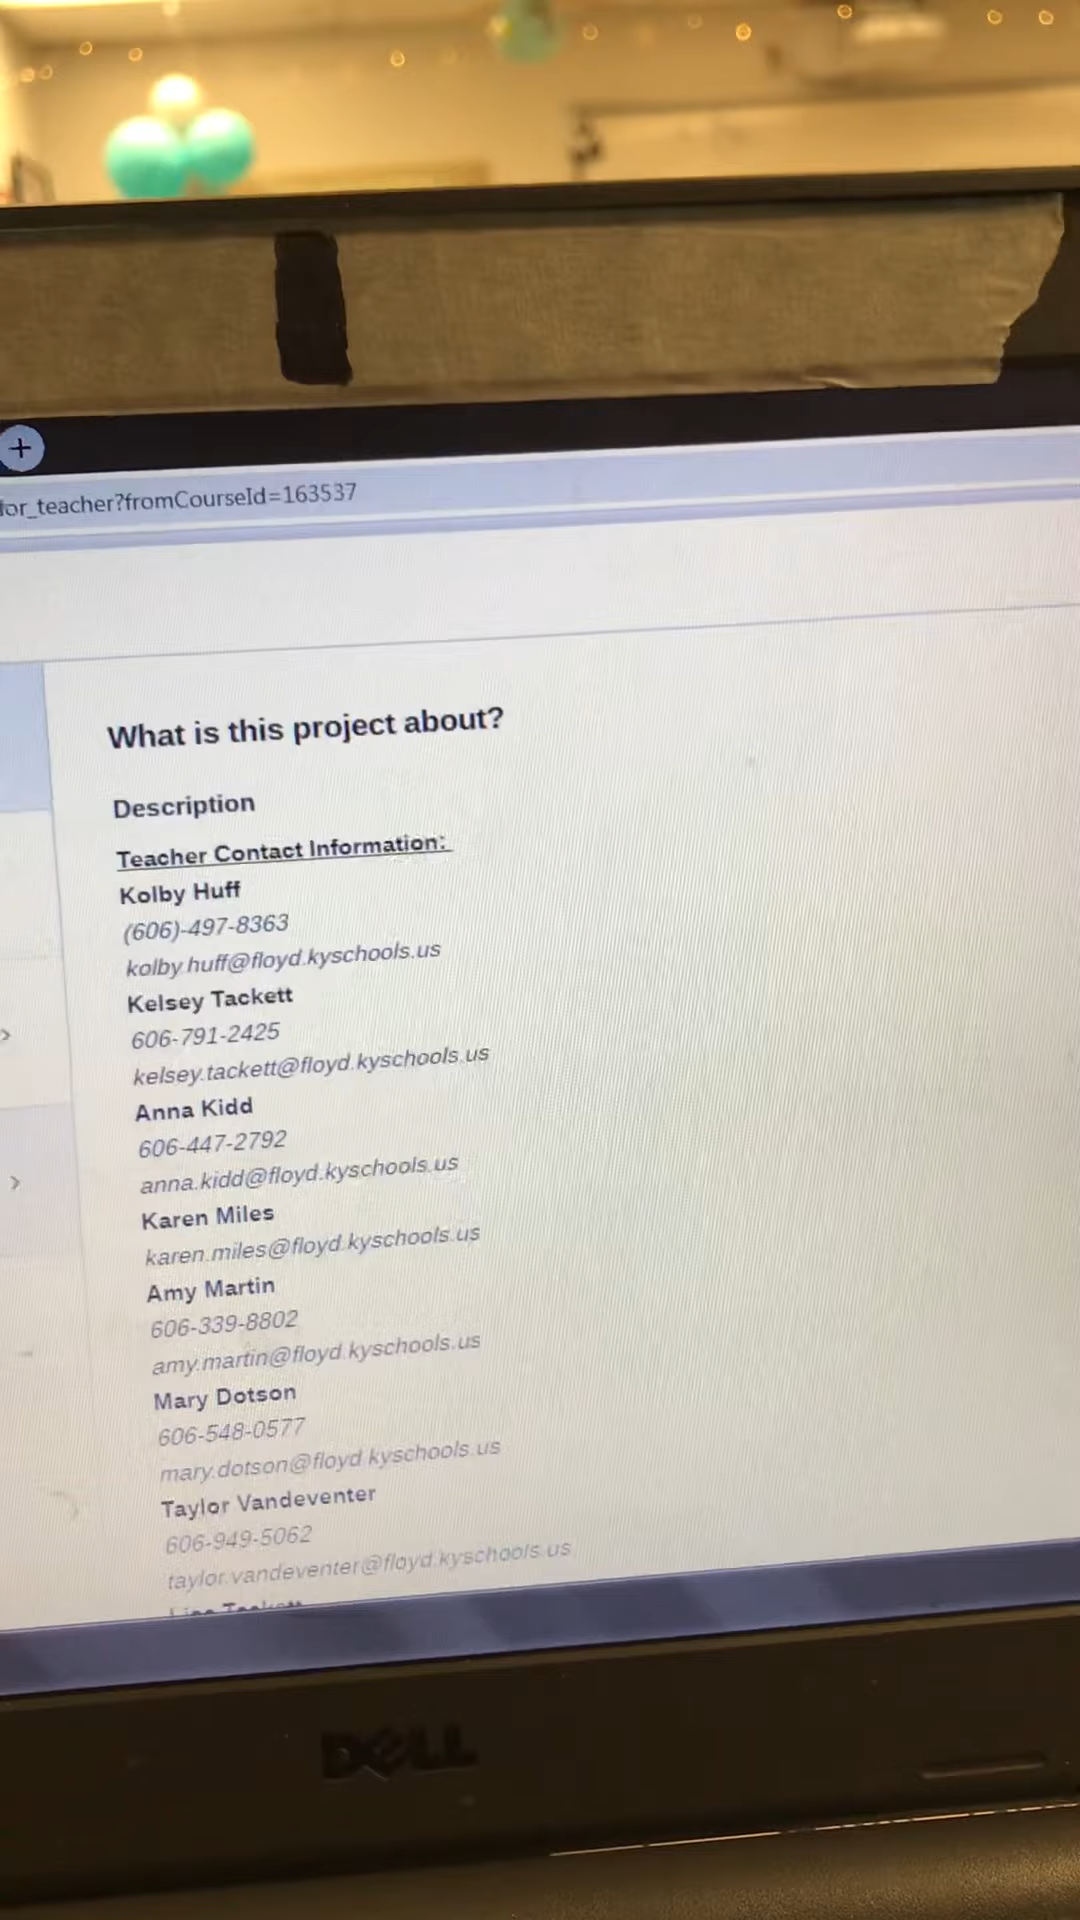 +
or_teacher?fromCourseId=163537
What is this project about?
Description
Teacher Contact Information:
Kolby Huff
(606)-497-8363
kolby.huff@floyd.kyschools.us
Kelsey Tackett
606-791-2425
kelsey.tackett@floyd.kyschools.us
Anna Kidd
606-447-2792
anna.kidd@floyd.kyschools.us
Karen Miles
karen.miles@floyd.kyschools.us
Amy Martin
606-339-8802
amy.martin@floyd.kyschools.us
Mary Dotson
606-548-0577
mary.dotson@floyd.kyschools.us
Taylor Vandeventer
606-949-5062
taylor.vandeventer@floyd.kyschools.us
DELL